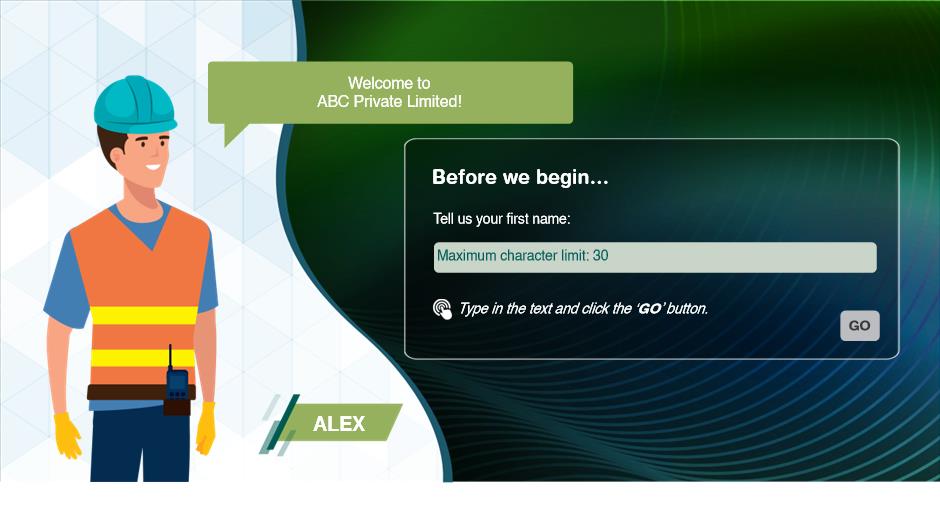 Welcome to
ABC Private Limited!
Before we begin...
Tell us your first name:
Maximum character limit: 30
Type in the text and click the ‘GO’ button.
GO
ALEX